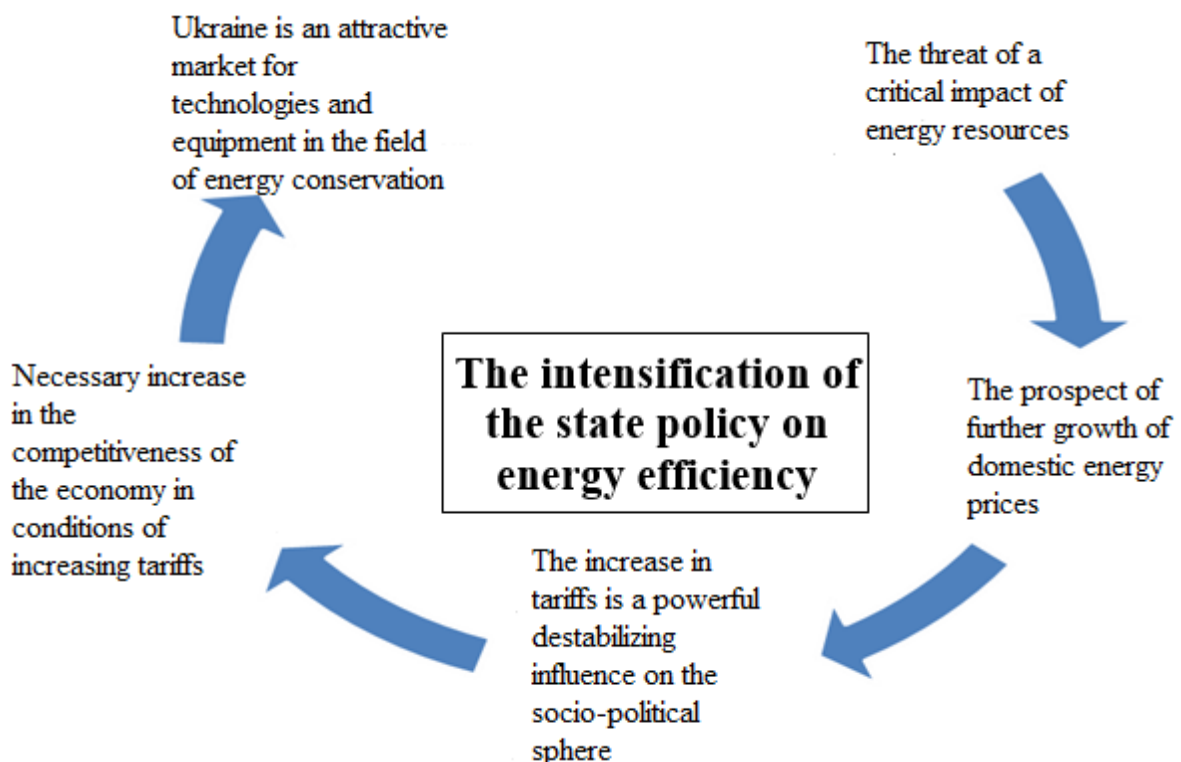 Ukraine is an attractive
market for
technologies and
equipment in the field
of energy conservation
The threat of a
critical impact of
energy resources
The prospect of
further growth of
domestic energy
prices
The increase in
tariffs is a powerful
destabilizing
influence on the
socio-political
sphere
Necessary increase
in the
competitiveness of
the economy in
conditions of
increasing tariffs
The intensification of
the state policy on
energy efficiency